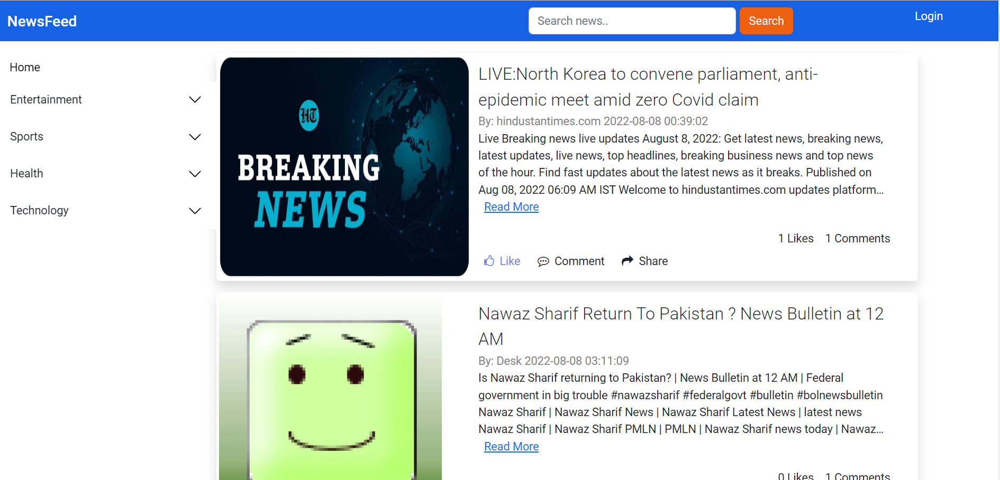 NewsFeed
Search news..
Search
Login
Home
Entertainment
Sports
Health
Technology
HT
BREAKING
NEWS
LIVE:North Korea to convene parliament, anti-
epidemic meet amid zero Covid claim
By: hindustantimes.com 2022-08-08 00:39:02
Live Breaking news live updates August 8, 2022: Get latest news, breaking news,
latest updates, live news, top headlines, breaking business news and top news
of the hour. Find fast updates about the latest news as it breaks. Published on
Aug 08, 2022 06:09 AM IST Welcome to hindustantimes.com updates platform…
Read More
1 Likes 1 Comments
Like Comment Share
Nawaz Sharif Return To Pakistan ? News Bulletin at 12
AM
By: Desk 2022-08-08 03:11:09
Is Nawaz Sharif returning to Pakistan? | News Bulletin at 12 AM | Federal
government in big trouble #nawazsharif #federalgovt #bulletin #bolnewsbulletin
Nawaz Sharif | Nawaz Sharif News | Nawaz Sharif Latest News | latest news
Nawaz Sharif | Nawaz Sharif PMLN | PMLN | Nawaz Sharif news today | Nawaz…
Read More
0 Likes 1 Comments